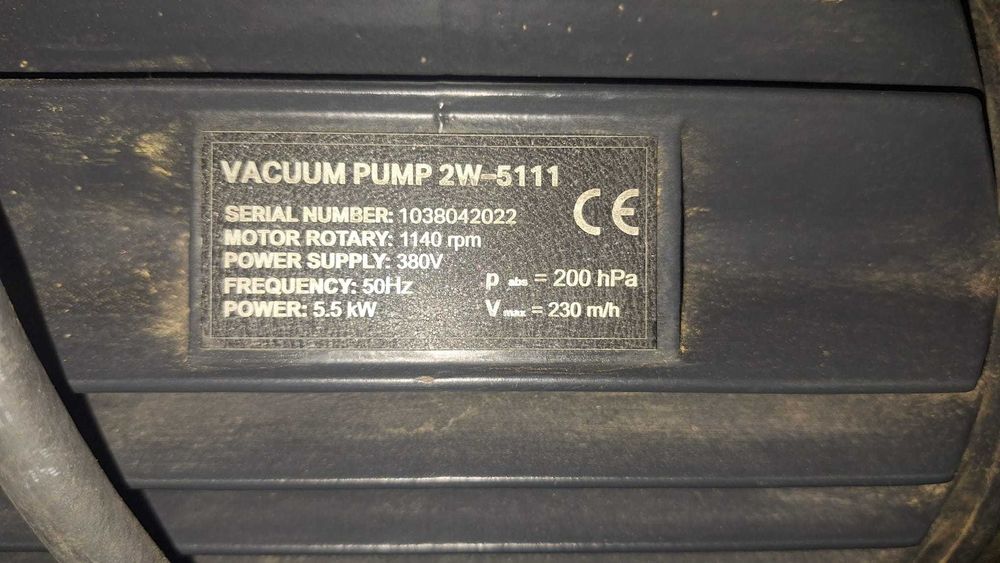 VACUUM PUMP 2W-5111
CE
SERIAL NUMBER: 1038042022
MOTOR ROTARY: 1140 rpm
POWER SUPPLY: 380V
FREQUENCY: 50Hz
POWER: 5.5 kW
p abs = 200 hPa
V max = 230 m/h